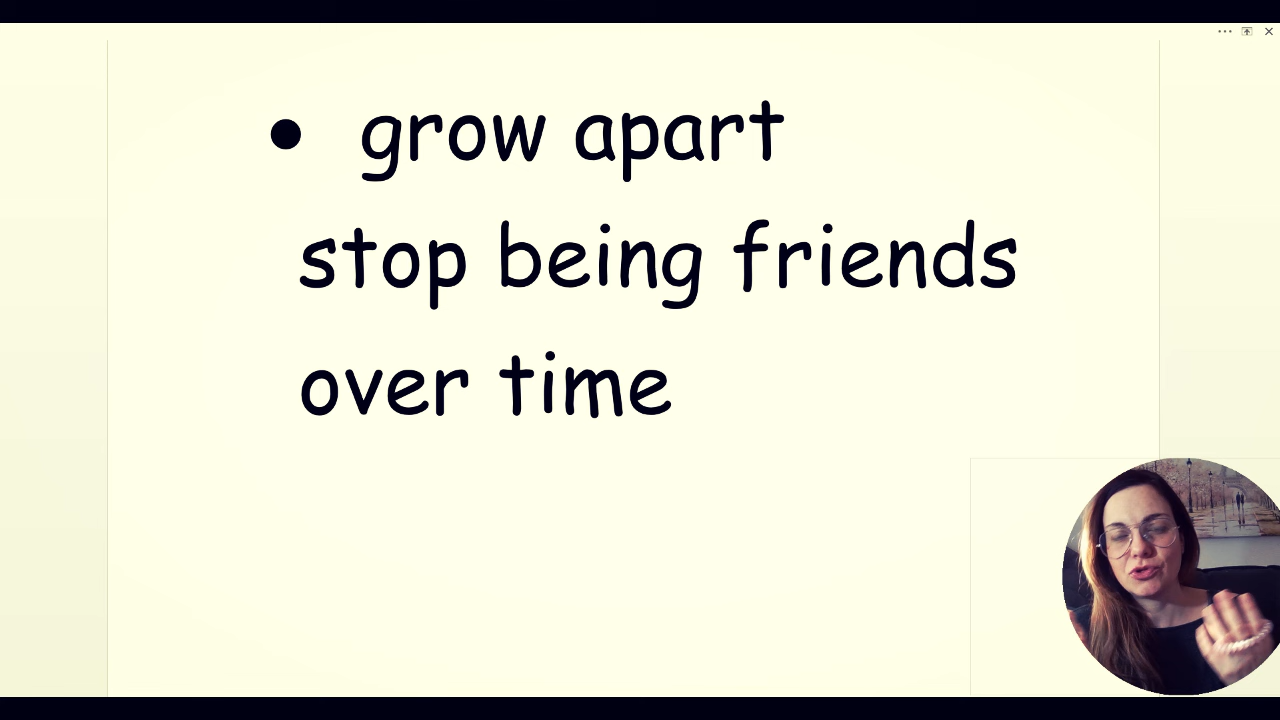 • grow apart
stop being friends
over time